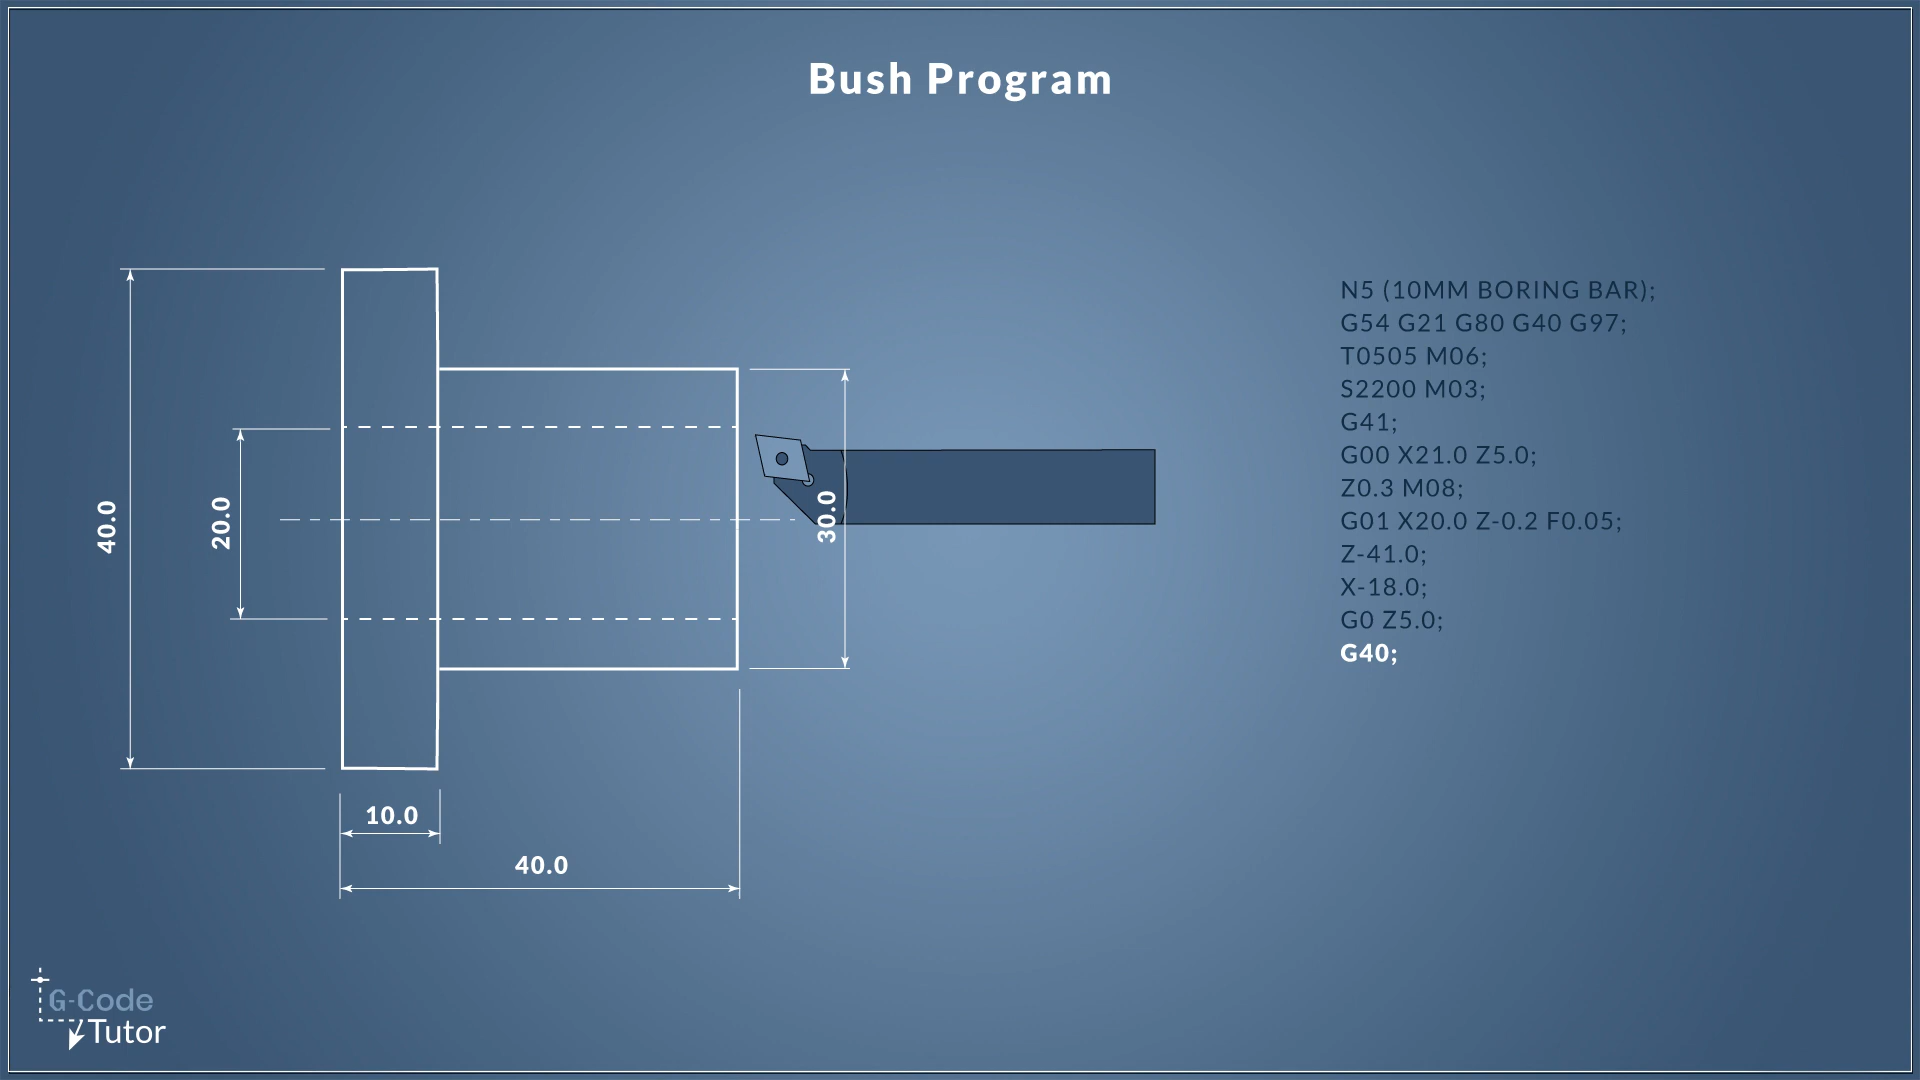 Bush Program
40.0
20.0
30.0
10.0
40.0
N5 (10MM BORING BAR);
G54 G21 G80 G40 G97;
T0505 M06;
S2200 M03;
G41;
G00 X21.0 Z5.0;
Z0.3 M08;
G01 X20.0 Z-0.2 F0.05;
Z-41.0;
X-18.0;
G0 Z5.0;
G40;
G-Code
Tutor